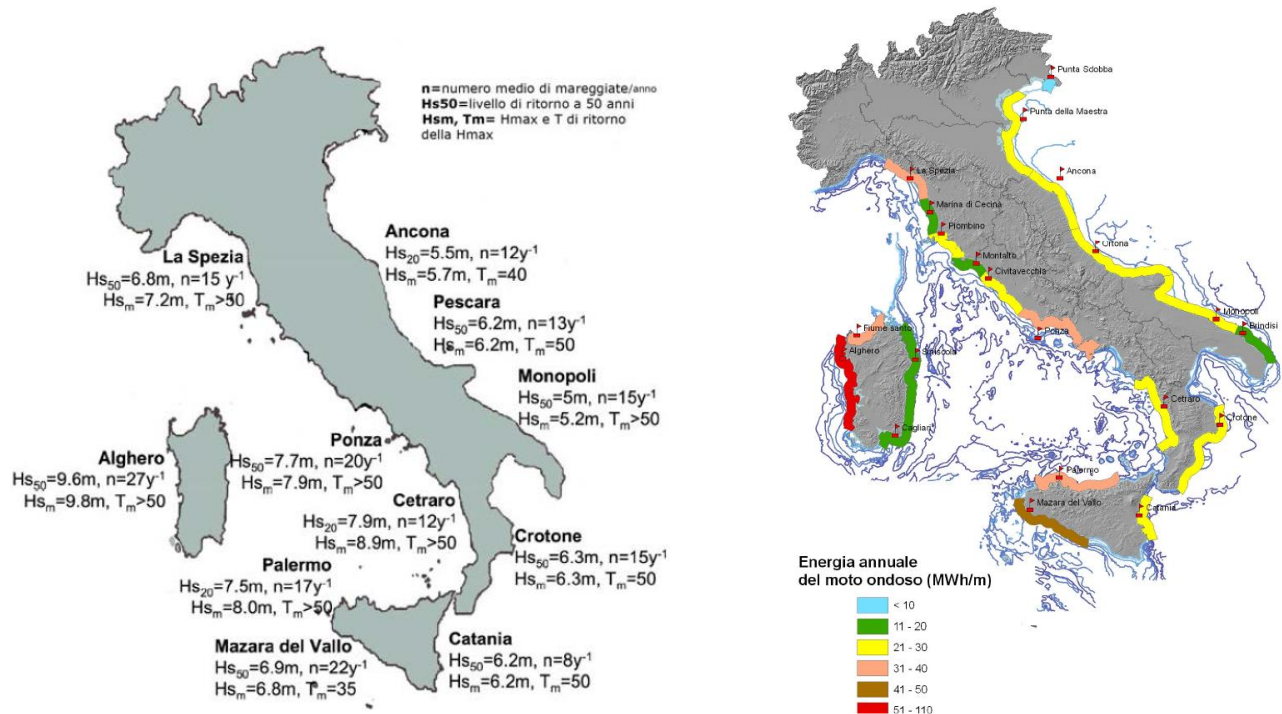 n=numero medio di mareggiate/anno
Hs50=livello di ritorno a 50 anni
Hsm, Tm= Hmax e T di ritorno
della Hmax
La Spezia
Hs50=6.8m, n=15 y-1
Hsm=7.2m, Tm>50
Ancona
Hs20=5.5m, n=12y-1
Hsm=5.7m, Tm=40
Pescara
Hs50=6.2m, n=13y-1
Hsm=6.2m, Tm=50
Monopoli
Hs50=5m, n=15y-1
Hsm=5.2m, Tm>50
Alghero
Hs50=9.6m, n=27y-1
Hsm=9.8m, Tm>50
Ponza
Hs50=7.7m, n=20y-1
Hsm=7.9m, Tm>50
Cetraro
Hs20=7.9m, n=12y-1
Hsm=8.9m, Tm>50
Crotone
Hs50=6.3m, n=15y-1
Hsm=6.3m, Tm=50
Palermo
Hs20=7.5m, n=17y-1
Hsm=8.0m, Tm>50
Mazara del Vallo
Hs50=6.9m, n=22y-1
Hsm=6.8m, Tm=35
Catania
Hs50=6.2m, n=8y-1
Hsm=6.2m, Tm=50
Punta Sdobba
Punta della Maestra
La Spezia
Ancona
Marina di Cecina
Piombino
Ortona
Montalto
Civitavecchia
Monopoli
Brindisi
Fiume santo
Ponza
Alghero
Siniscola
Cetraro
Crotone
Cagliari
Palermo
Mazara del Vallo
Catania
Energia annuale
del moto ondoso (MWh/m)
< 10
11 - 20
21 - 30
31 - 40
41 - 50
51 - 110